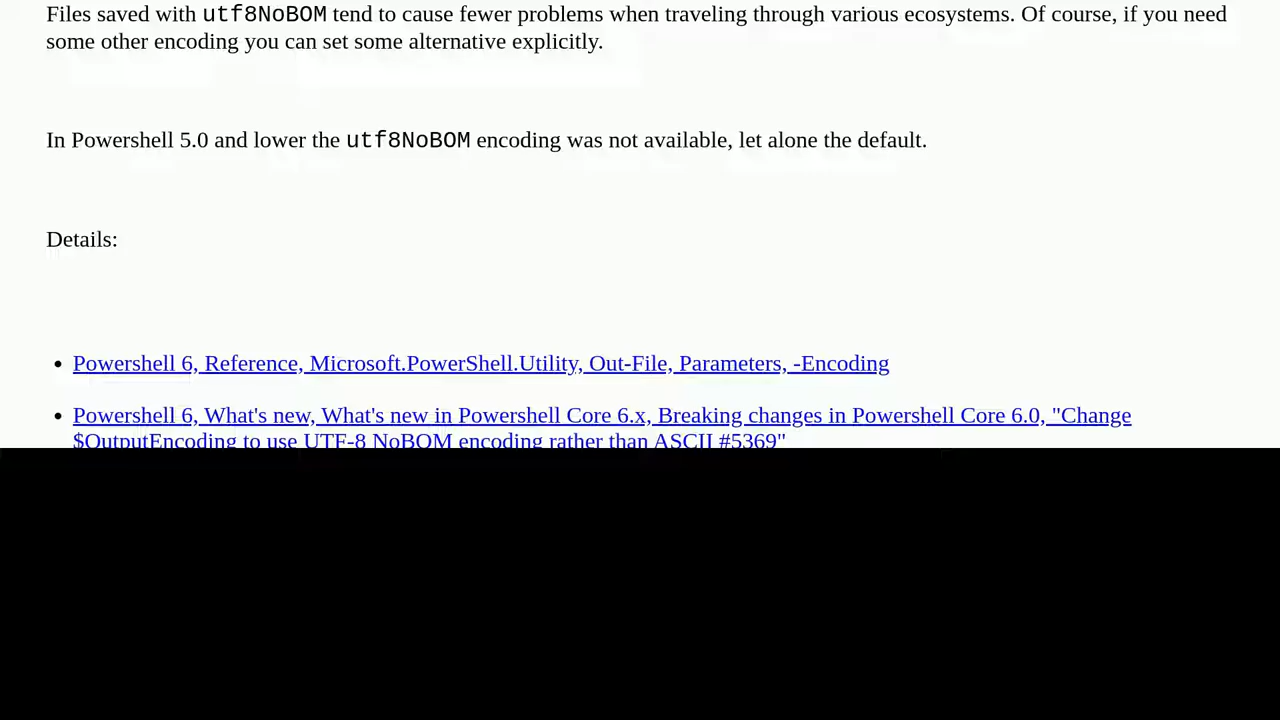 Files saved with utf8NoBOM tend to cause fewer problems when traveling through various ecosystems. Of course, if you need
some other encoding you can set some alternative explicitly.
In Powershell 5.0 and lower the utf8NoBOM encoding was not available, let alone the default.
Details:
• Powershell 6, Reference, Microsoft.PowerShell.Utility, Out-File, Parameters, -Encoding
• Powershell 6, What's new, What's new in Powershell Core 6.x, Breaking changes in Powershell Core 6.0, "Change
$OutputEncoding to use UTF-8 NoBOM encoding rather than ASCII #5369"